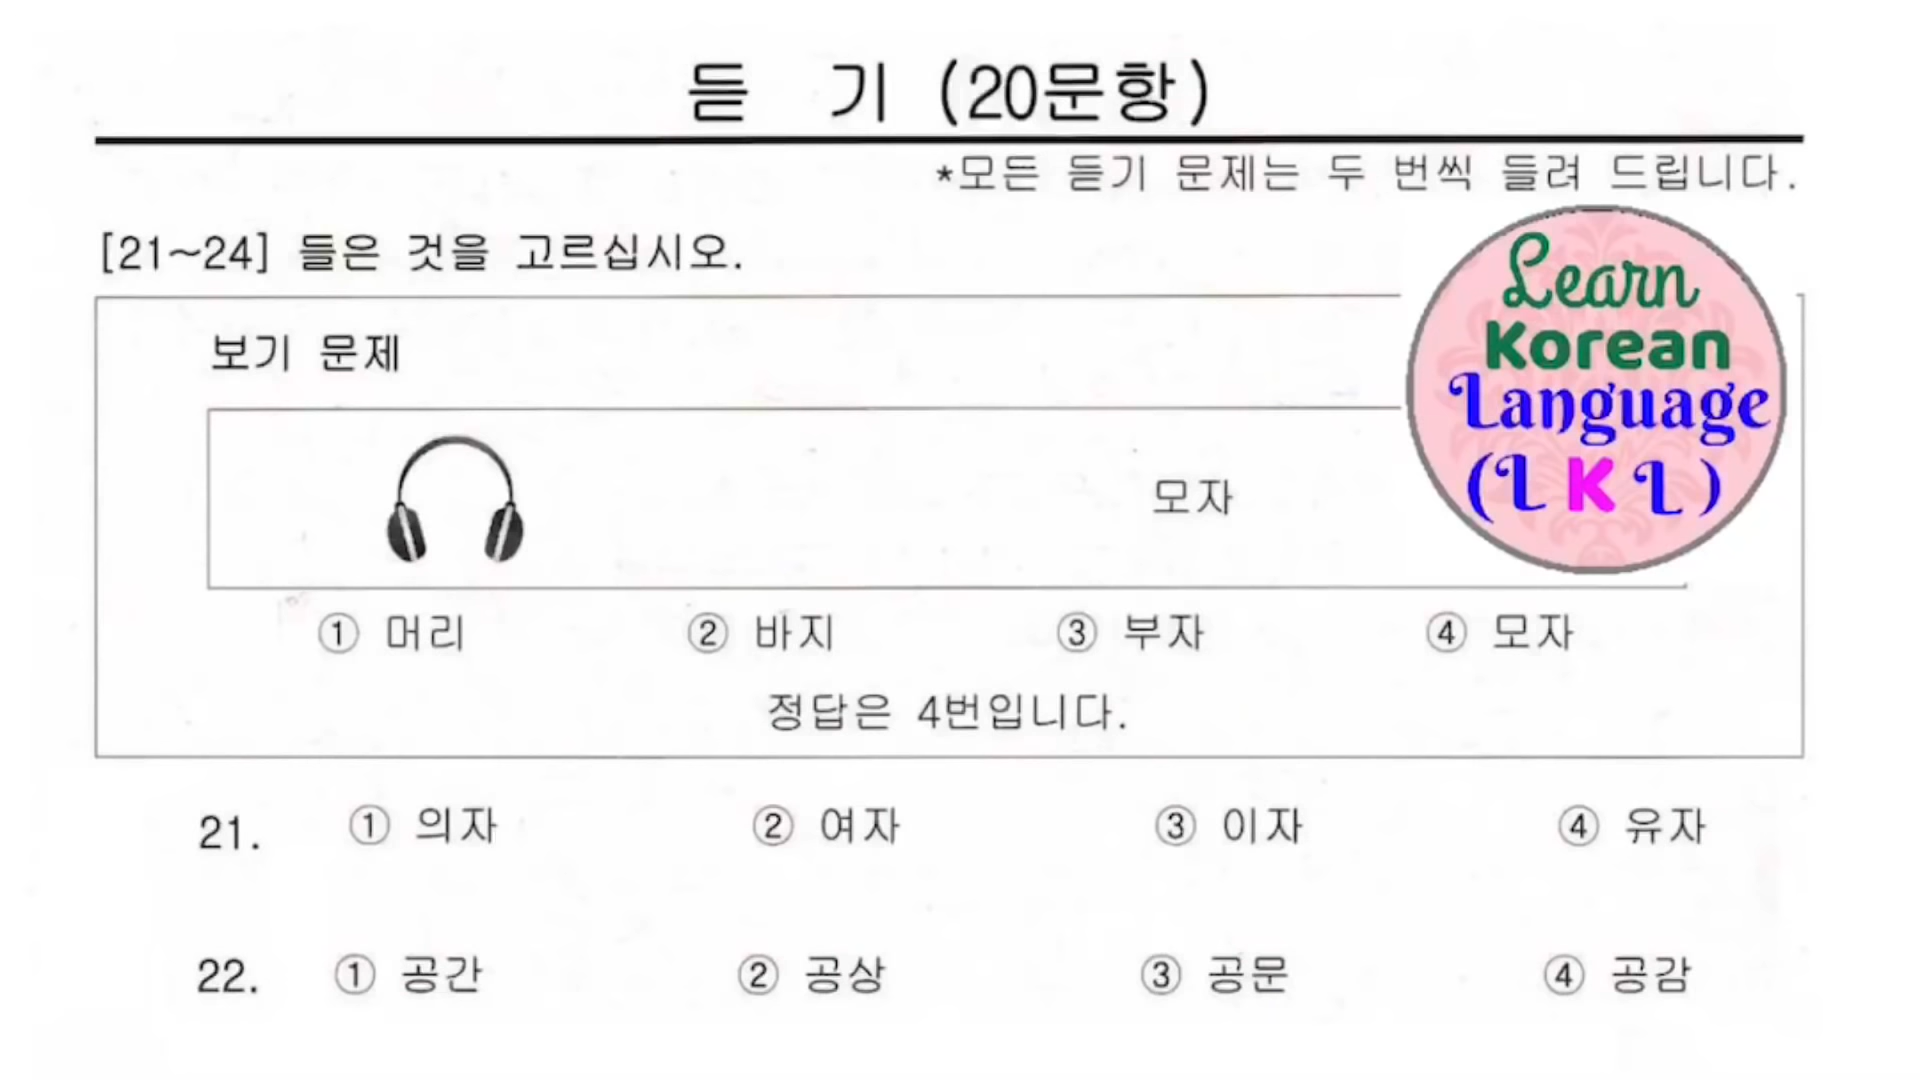 듣 기 (20문항)
*모든 듣기 문제는 두 번씩 들려 드립니다.
[21~24] 들은 것을 고르십시오.
Learn
Korean
Language
(L K L)
보기 문제
모자
① 머리 ② 바지 ③ 부자 ④ 모자
정답은 4번입니다.
21. ① 의자 ② 여자 ③ 이자 ④ 유자
22. ① 공간 ② 공상 ③ 공문 ④ 공감